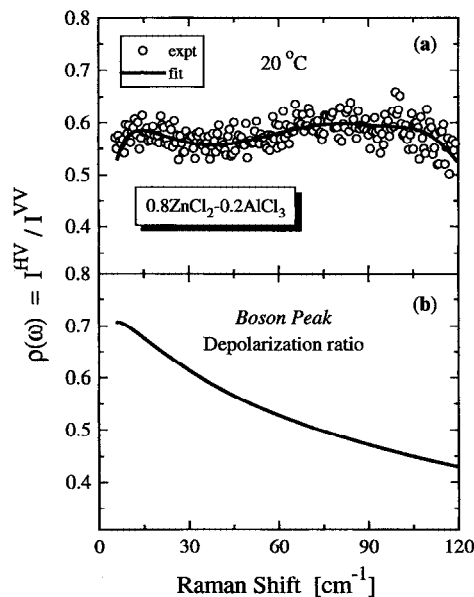 ρ(ω) = I^HV / I^VV
0.8
0.7
0.6
0.5
0.4
expt
fit
20 °C
(a)
0.8ZnCl₂-0.2AlCl₃
0.8
0.7
0.6
0.5
0.4
(b)
Boson Peak
Depolarization ratio
0 30 60 90 120
Raman Shift [cm⁻¹]